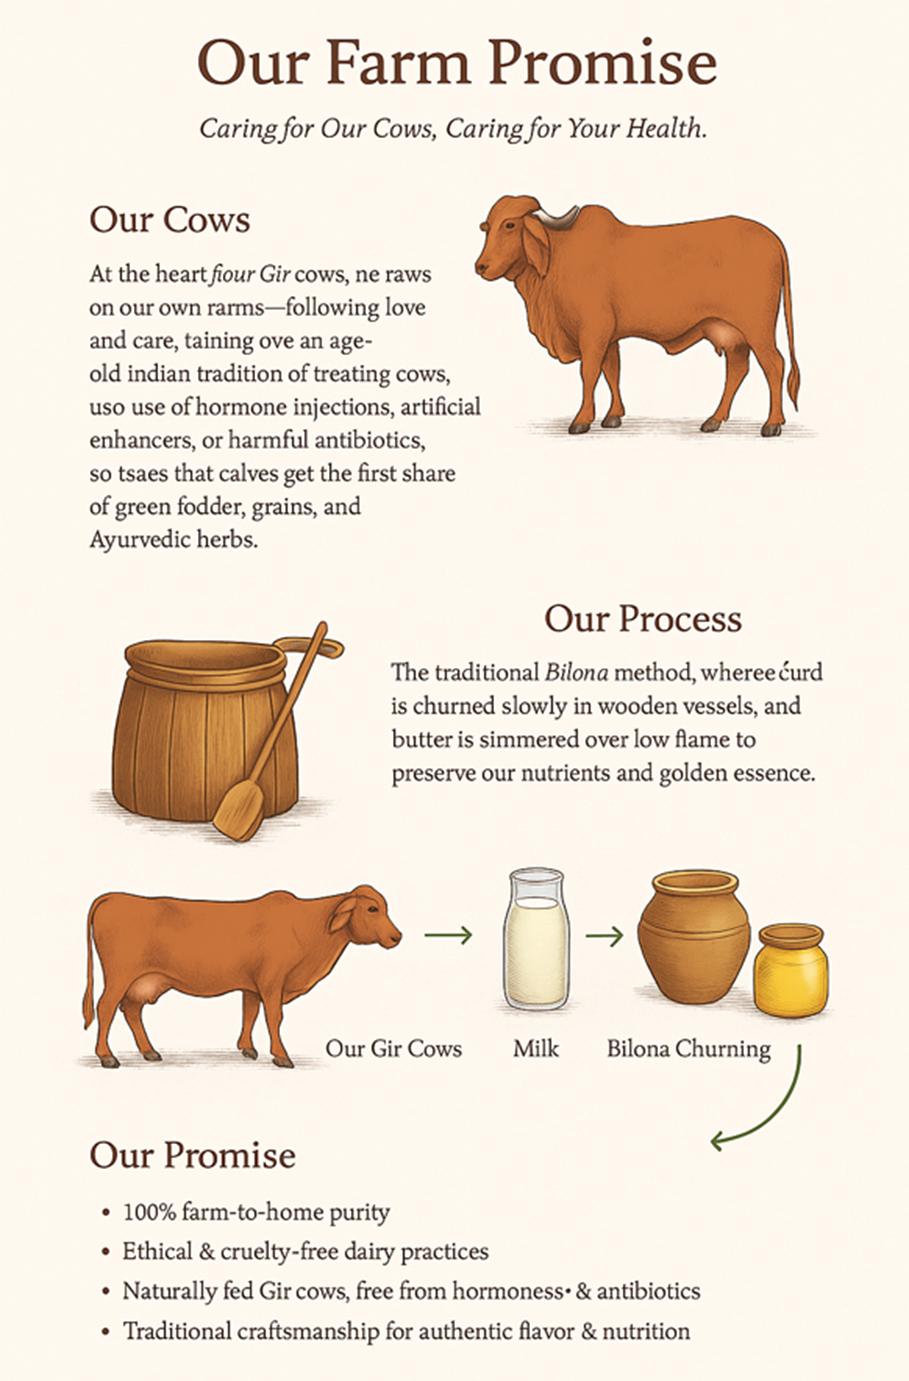 Our Farm Promise
Caring for Our Cows, Caring for Your Health.
Our Cows
At the heart fiour Gir cows, ne raws
on our own rarms—following love
and care, taining ove an age-
old indian tradition of treating cows,
uso use of hormone injections, artificial
enhancers, or harmful antibiotics,
so tsaes that calves get the first share
of green fodder, grains, and
Ayurvedic herbs.
Our Process
The traditional Bilona method, whereećurd
is churned slowly in wooden vessels, and
butter is simmered over low flame to
preserve our nutrients and golden essence.
Our Gir Cows
Milk
Bilona Churning
Our Promise
• 100% farm-to-home purity
• Ethical & cruelty-free dairy practices
• Naturally fed Gir cows, free from hormoness• & antibiotics
• Traditional craftsmanship for authentic flavor & nutrition